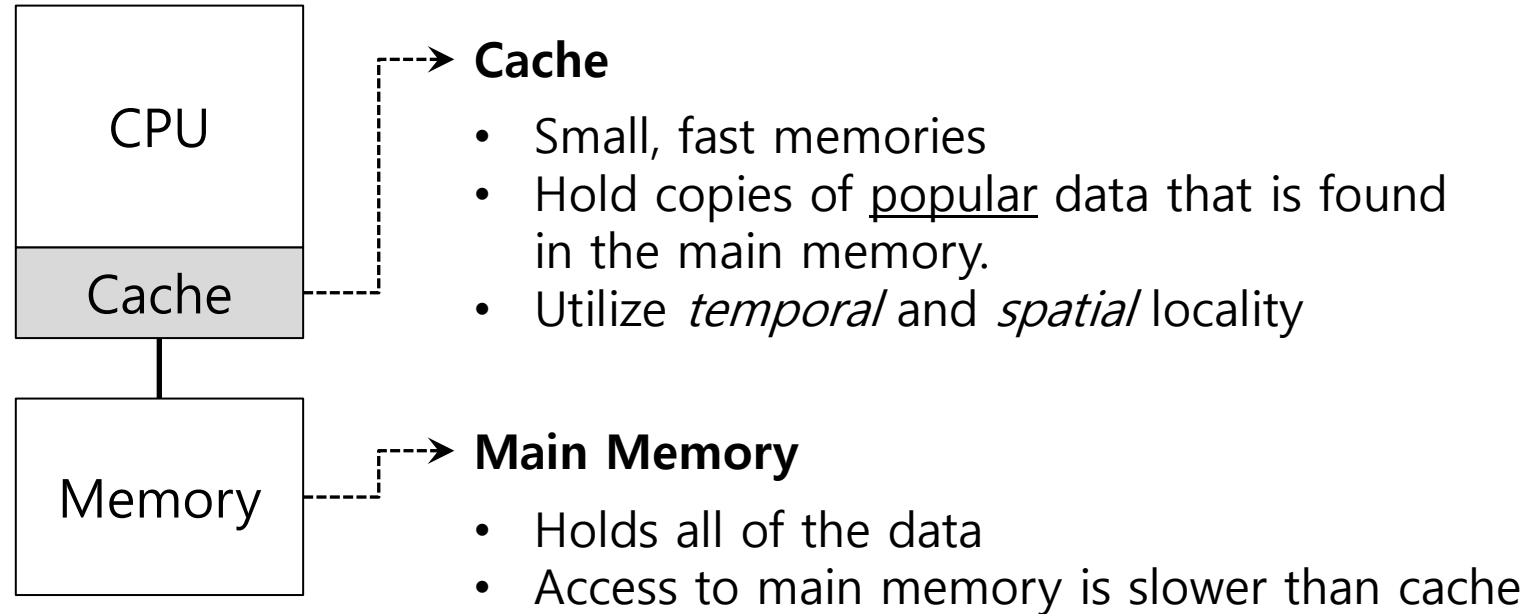 CPU
Cache
Memory
Cache
• Small, fast memories
• Hold copies of popular data that is found
in the main memory.
• Utilize temporal and spatial locality
Main Memory
• Holds all of the data
• Access to main memory is slower than cache